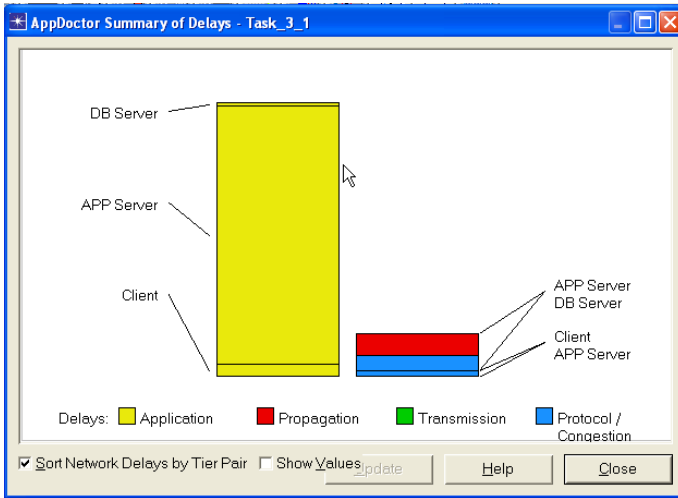 AppDoctor Summary of Delays - Task_3_1
DB Server
APP Server
Client
APP Server
DB Server
Client
APP Server
Delays: Application Propagation Transmission Protocol /
Congestion
Sort Network Delays by Tier Pair Show Values Update Help Close